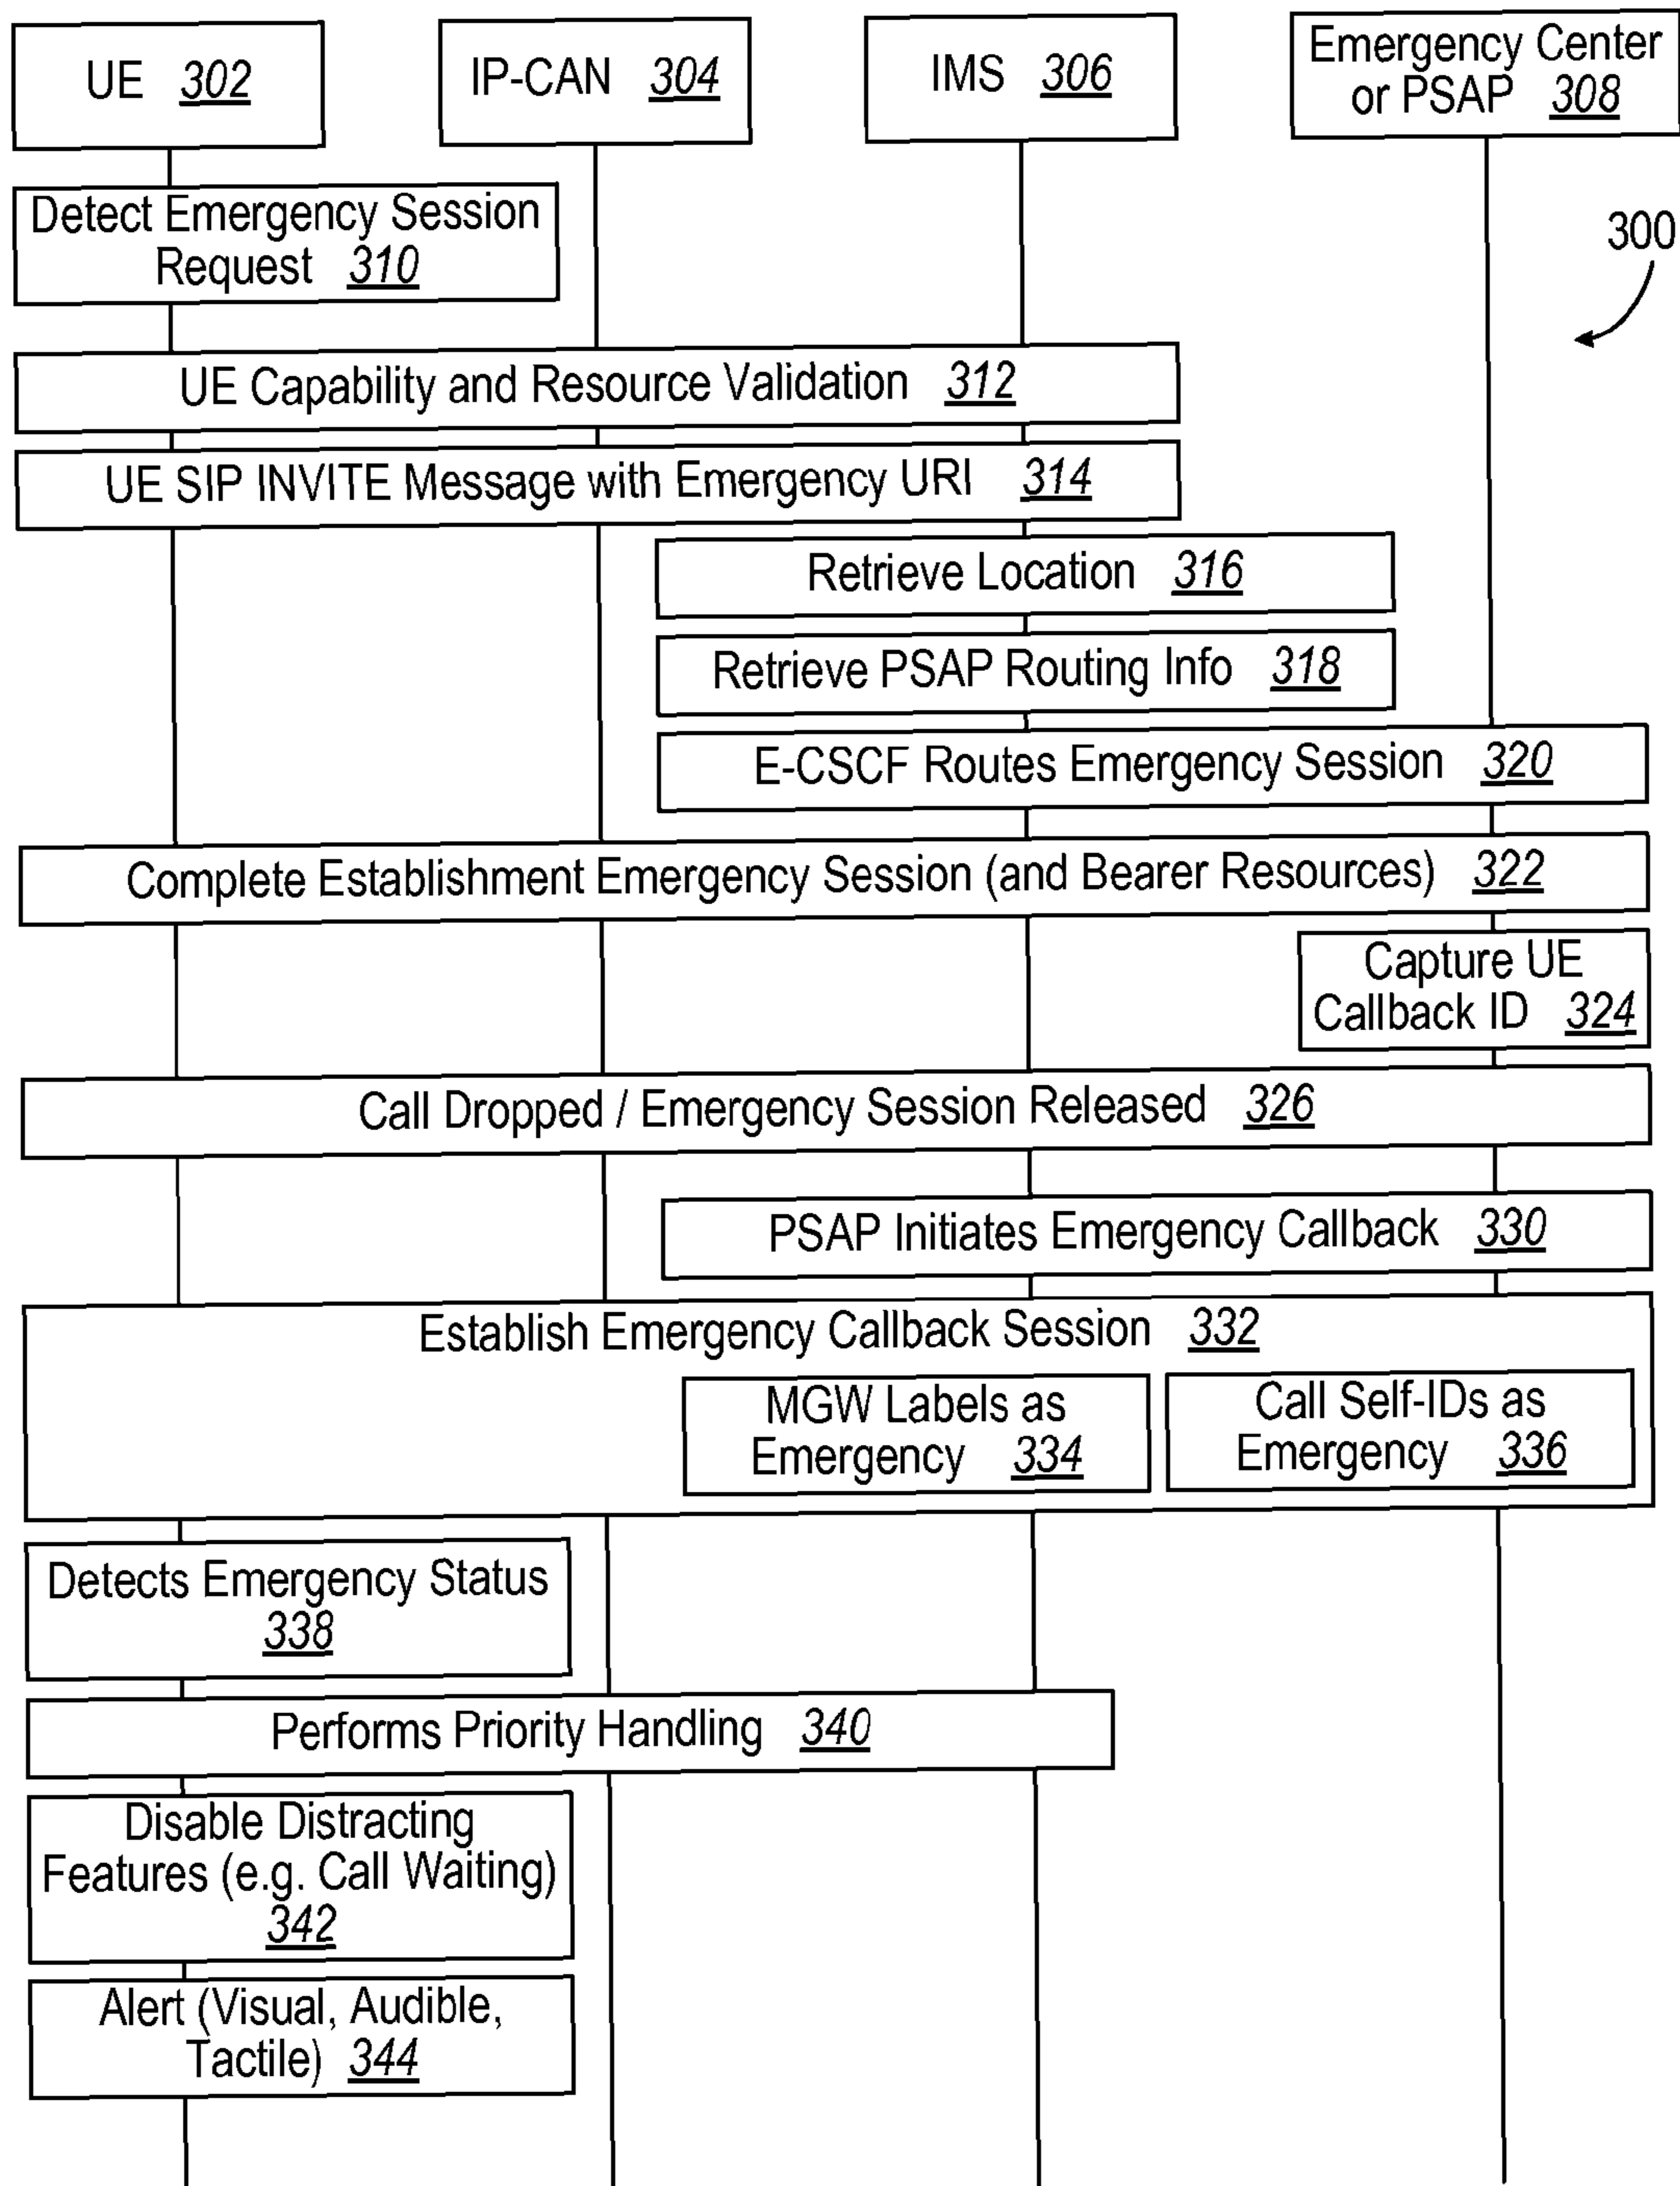 UE 302
IP-CAN 304
IMS 306
Emergency Center
or PSAP 308
Detect Emergency Session
Request 310
300
UE Capability and Resource Validation 312
UE SIP INVITE Message with Emergency URI 314
Retrieve Location 316
Retrieve PSAP Routing Info 318
E-CSCF Routes Emergency Session 320
Complete Establishment Emergency Session (and Bearer Resources) 322
Capture UE
Callback ID 324
Call Dropped / Emergency Session Released 326
PSAP Initiates Emergency Callback 330
Establish Emergency Callback Session 332
MGW Labels as
Emergency 334
Call Self-IDs as
Emergency 336
Detects Emergency Status
338
Performs Priority Handling 340
Disable Distracting
Features (e.g. Call Waiting)
342
Alert (Visual, Audible,
Tactile) 344